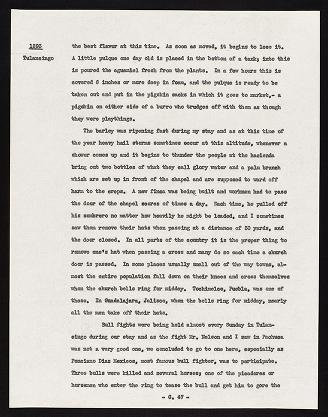 1893
Tulancingo
the best flavor at this time. As soon as moved, it begins to lose it.
A little pulque one day old is placed in the bottom of a tank; into this
is poured the aguamiel fresh from the plants. In a few hours this is
covered 6 inches or more deep in foam, and the pulque is ready to be
taken out and put in the pigskin sacks in which it goes to market,- a
pigskin on either side of a burro who trudges off with them as though
they were playthings.
The barley was ripening fast during my stay and as at this time of
the year heavy hail storms sometimes occur at this altitude, whenever a
shower comes up and it begins to thunder the people at the hacienda
bring out two bottles of what they call glory water and a palm branch
which are set up in front of the chapel and are supposed to ward off
harm to the crops. A new finca was being built and workmen had to pass
the door of the chapel scores of times a day. Each time, he pulled off
his sombrero no matter how heavily he might be loaded, and I sometimes
saw them remove their hats when passing at a distance of 50 yards, and
the door closed. In all parts of the country it is the proper thing to
remove one's hat when passing a cross and many do so each time a church
door is passed. In some places usually small out of the way towns, al-
most the entire population fall down on their knees and cross themselves
when the church bells ring for midday. Tochimilco, Puebla, was one of
these. In Guadalajara, Jalisco, when the bells ring for midday, nearly
all the men take off their hats.
Bull fights were being held almost every Sunday in Tulan-
cingo during our stay and as the fight Mr. Nelson and I saw in Pachuca
was not a very good one, we concluded to go to one here, especially as
Ponciano Diaz Mexicos, most famous bull fighter, was to participate.
Three bulls were killed and several horses; one of the picadores or
horsemen who enter the ring to tease the bull and get him to gore the
- G. 47 -